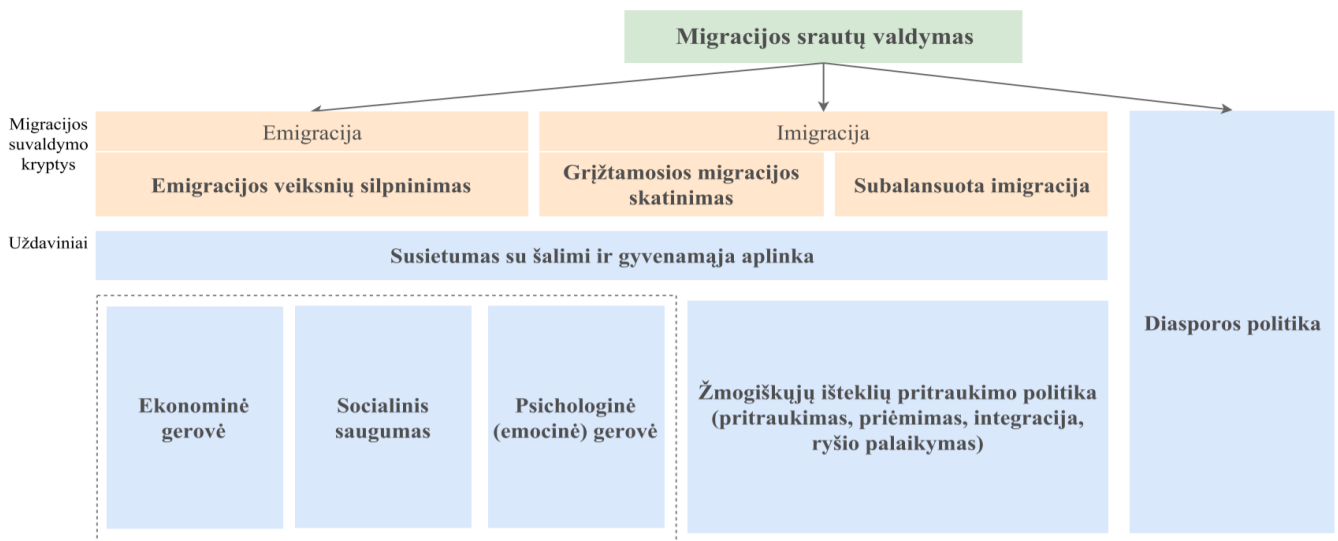 Migracijos srautų valdymas
Migracijos
suvaldymo
kryptys
Emigracija
Imigracija
Emigracijos veiksnių silpninimas
Grįžtamosios migracijos
skatinimas
Subalansuota imigracija
Uždaviniai
Susietumas su šalimi ir gyvenamąja aplinka
Diasporos politika
Ekonominė
gerovė
Socialinis
saugumas
Psichologinė
(emocinė) gerovė
Žmogiškųjų išteklių pritraukimo politika
(pritraukimas, priėmimas, integracija,
ryšio palaikymas)